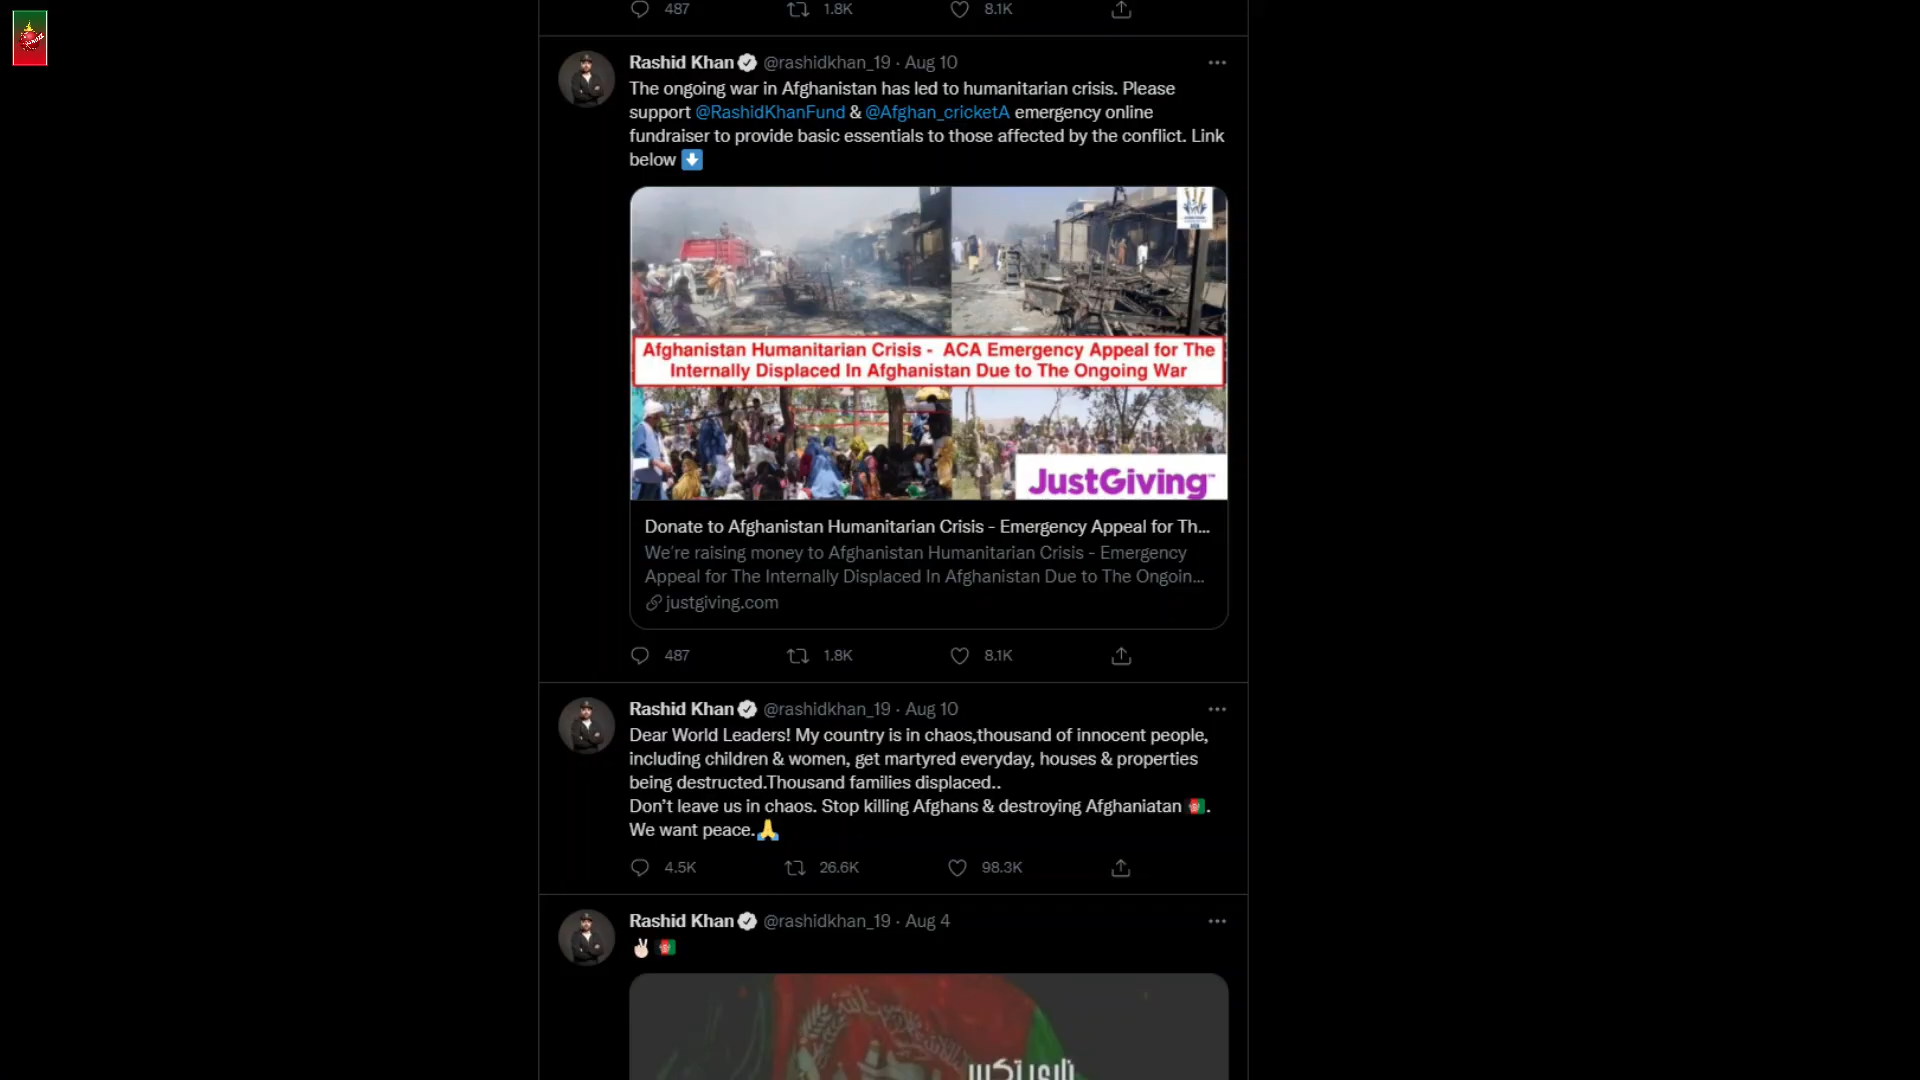 487 1.8K 8.1K
Rashid Khan @rashidkhan_19 · Aug 10
The ongoing war in Afghanistan has led to humanitarian crisis. Please
support @RashidKhanFund & @Afghan_cricketA emergency online
fundraiser to provide basic essentials to those affected by the conflict. Link
below
Afghanistan Humanitarian Crisis - ACA Emergency Appeal for The
Internally Displaced In Afghanistan Due to The Ongoing War
JustGiving™
Donate to Afghanistan Humanitarian Crisis - Emergency Appeal for Th...
We're raising money to Afghanistan Humanitarian Crisis - Emergency
Appeal for The Internally Displaced In Afghanistan Due to The Ongoin...
justgiving.com
487 1.8K 8.1K
Rashid Khan @rashidkhan_19 · Aug 10
Dear World Leaders! My country is in chaos,thousand of innocent people,
including children & women, get martyred everyday, houses & properties
being destructed.Thousand families displaced..
Don't leave us in chaos. Stop killing Afghans & destroying Afghaniatan 🇦🇫.
We want peace.🙏
4.5K 26.6K 98.3K
Rashid Khan @rashidkhan_19 · Aug 4